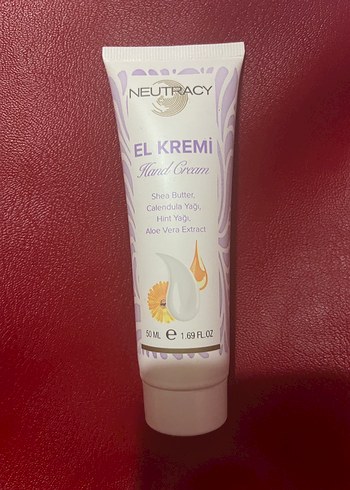 NEUTRACY
EL KREMİ
Hand Cream
Shea Butter,
Calendula Yağı,
Hint Yağı,
Aloe Vera Extract
50 ML ℮ 1.69 FL.OZ